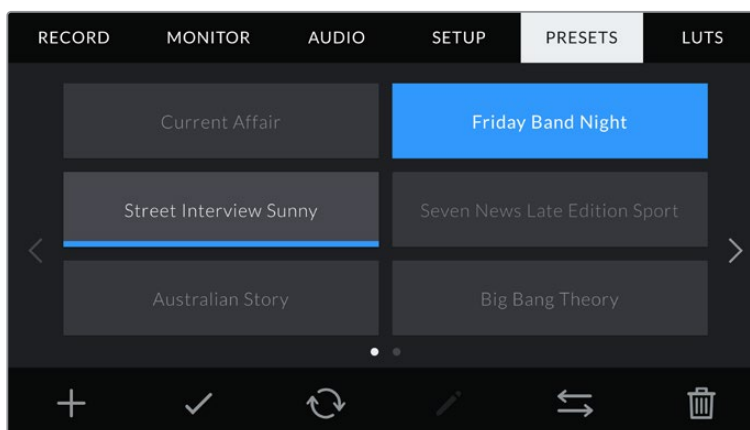 RECORD MONITOR AUDIO SETUP PRESETS LUTS
Current Affair Friday Band Night
Street Interview Sunny Seven News Late Edition Sport
Australian Story Big Bang Theory